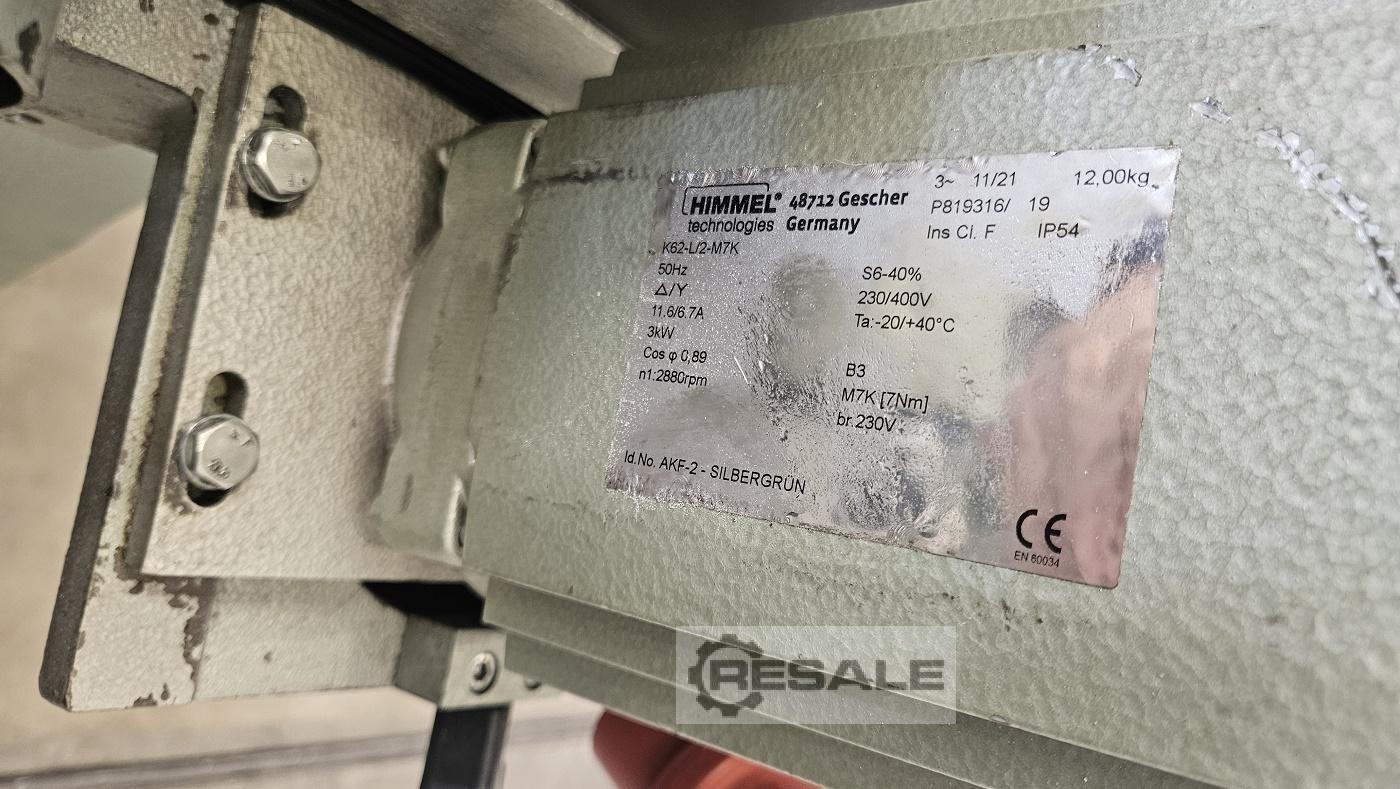 HIMMEL® 48712 Gescher
technologies Germany
3~ 11/21 12,00kg
P819316/ 19
Ins Cl. F IP54
K62-L/2-M7K
50Hz
Δ/Y
11.6/6.7A
3kW
Cos φ 0,89
n1:2880rpm
S6-40%
230/400V
Ta:-20/+40°C
B3
M7K [7Nm]
br.230V
Id.No. AKF-2 - SILBERGRÜN
CE
EN 60034
RESALE